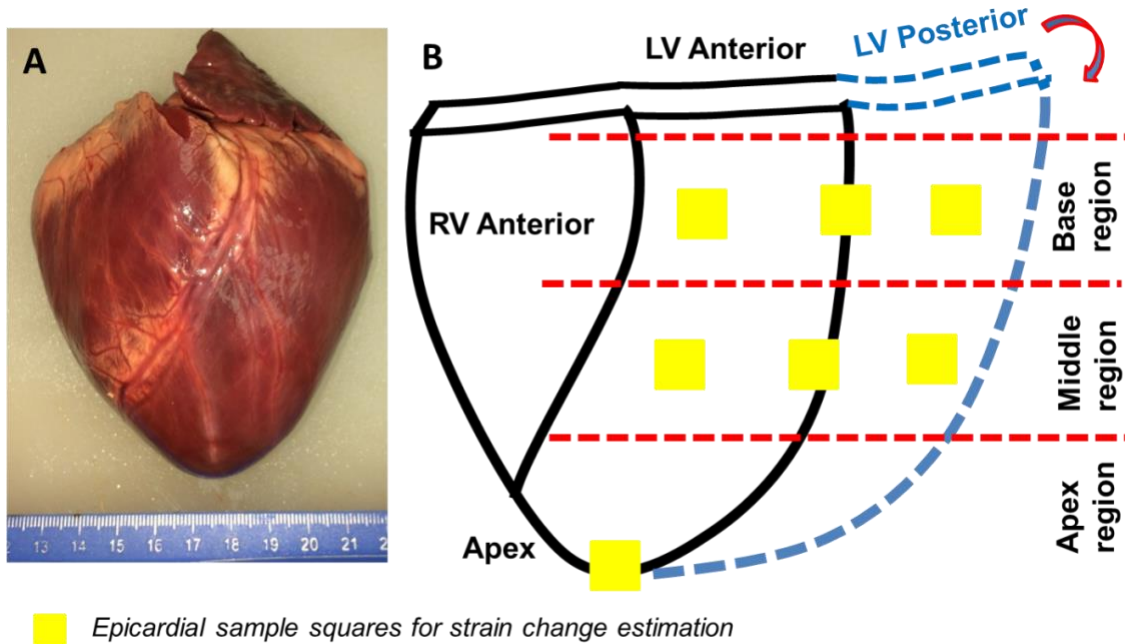 A
B
LV Anterior
LV Posterior
RV Anterior
Base
region
Middle
region
Apex
region
Apex
13 14 15 16 17 18 19 20 21
Epicardial sample squares for strain change estimation